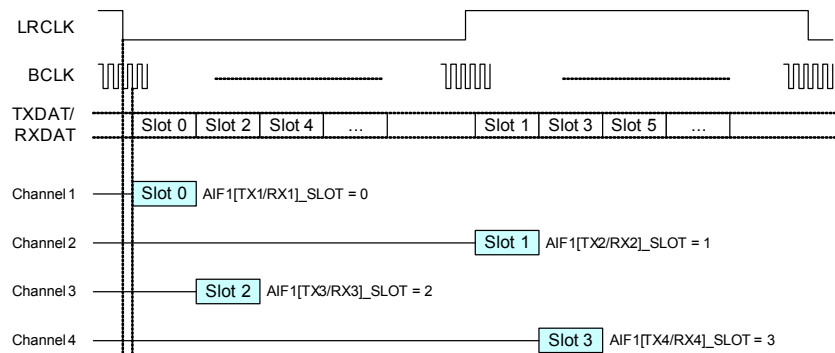 LRCLK
BCLK
TXDAT/
RXDAT
Slot 0 Slot 2 Slot 4 ... Slot 1 Slot 3 Slot 5 ...
Channel 1 Slot 0 AIF1[TX1/RX1]_SLOT = 0
Channel 2 Slot 1 AIF1[TX2/RX2]_SLOT = 1
Channel 3 Slot 2 AIF1[TX3/RX3]_SLOT = 2
Channel 4 Slot 3 AIF1[TX4/RX4]_SLOT = 3